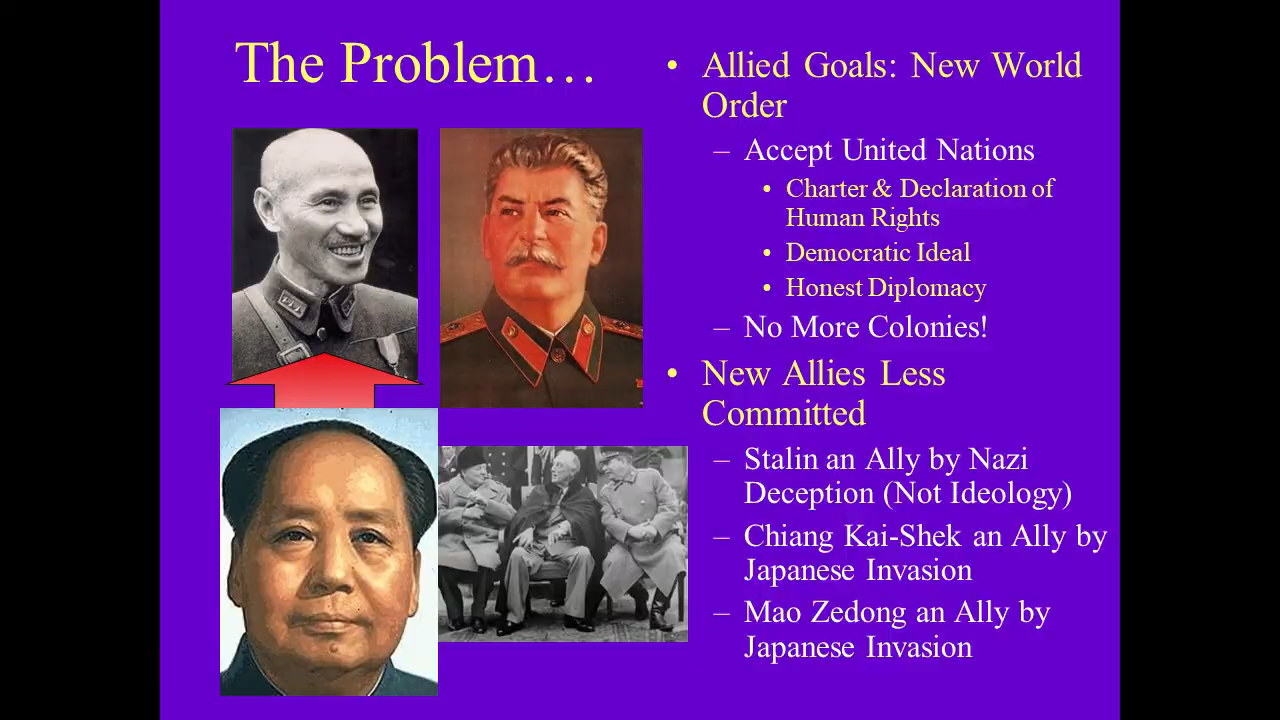 The Problem…
• Allied Goals: New World
Order
– Accept United Nations
• Charter & Declaration of
Human Rights
• Democratic Ideal
• Honest Diplomacy
– No More Colonies!
• New Allies Less
Committed
– Stalin an Ally by Nazi
Deception (Not Ideology)
– Chiang Kai-Shek an Ally by
Japanese Invasion
– Mao Zedong an Ally by
Japanese Invasion